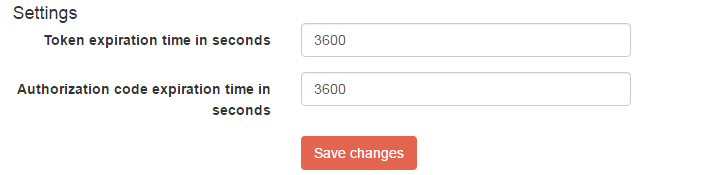 Settings
Token expiration time in seconds
3600
Authorization code expiration time in
seconds
3600
Save changes